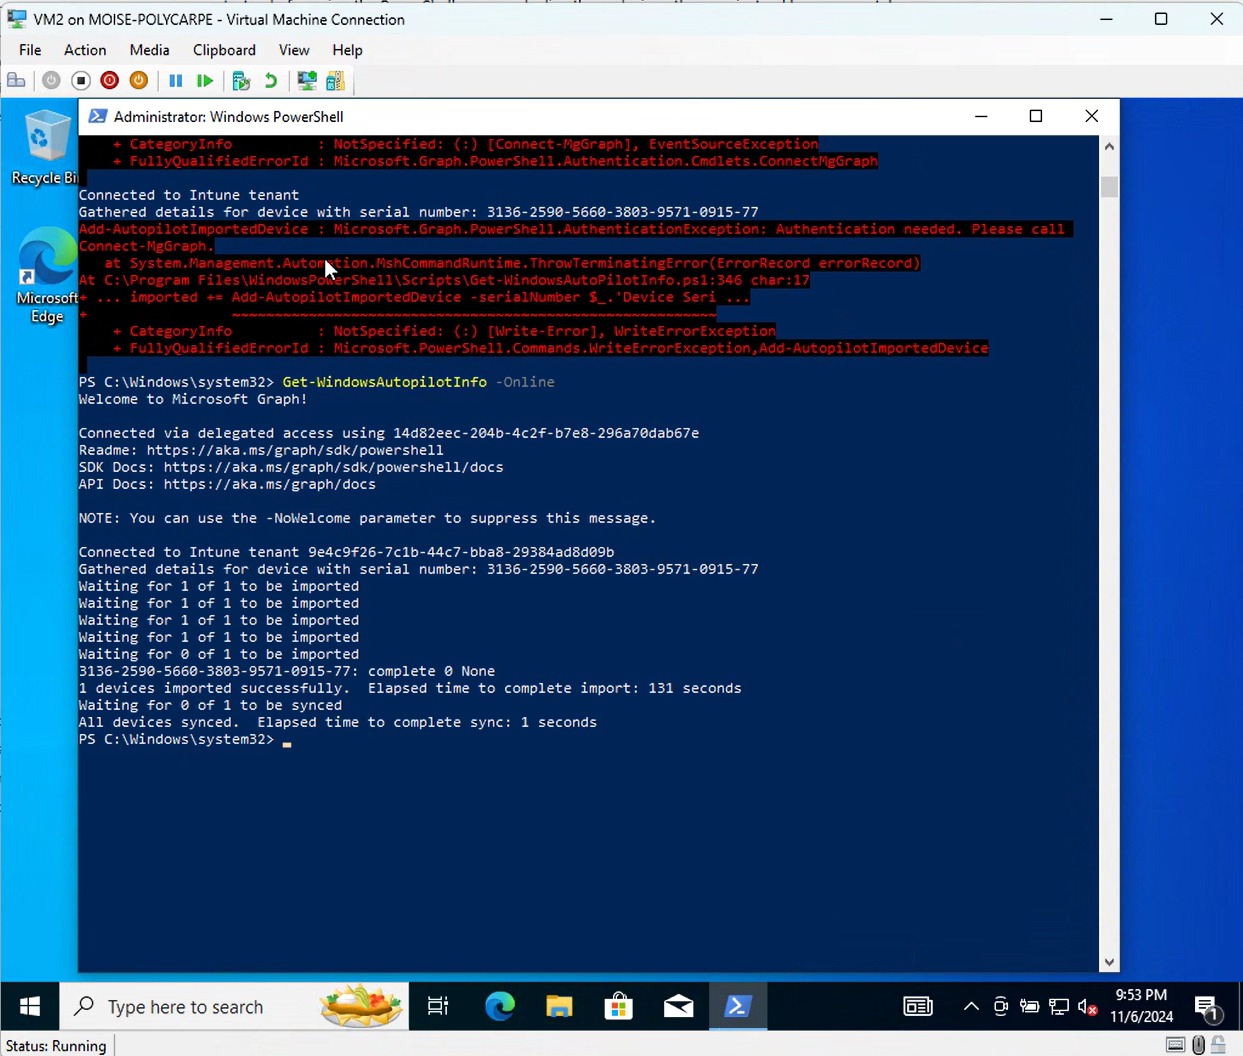 VM2 on MOISE-POLYCARPE - Virtual Machine Connection
File Action Media Clipboard View Help
Recycle Bi
Microsoft Edge
Administrator: Windows PowerShell
+ CategoryInfo : NotSpecified: (:) [Connect-MgGraph], EventSourceException
+ FullyQualifiedErrorId : Microsoft.Graph.PowerShell.Authentication.Cmdlets.ConnectMgGraph
Connected to Intune tenant
Gathered details for device with serial number: 3136-2590-5660-3803-9571-0915-77
Add-AutopilotImportedDevice : Microsoft.Graph.PowerShell.AuthenticationException: Authentication needed. Please call
Connect-MgGraph.
at System.Management.Automation.MshCommandRuntime.ThrowTerminatingError(ErrorRecord errorRecord)
At C:\Program Files\WindowsPowerShell\Scripts\Get-WindowsAutoPilotInfo.ps1:346 char:17
+ ... imported += Add-AutopilotImportedDevice -serialNumber $_.'Device Seri ...
+ ~~~~~~~~~~~~~~~~~~~~~~~~~~~~~~~~~~~~~~~~~~~~~~~~~~~~~~~~~
+ CategoryInfo : NotSpecified: (:) [Write-Error], WriteErrorException
+ FullyQualifiedErrorId : Microsoft.PowerShell.Commands.WriteErrorException,Add-AutopilotImportedDevice
PS C:\Windows\system32> Get-WindowsAutopilotInfo -Online
Welcome to Microsoft Graph!
Connected via delegated access using 14d82eec-204b-4c2f-b7e8-296a70dab67e
Readme: https://aka.ms/graph/sdk/powershell
SDK Docs: https://aka.ms/graph/sdk/powershell/docs
API Docs: https://aka.ms/graph/docs
NOTE: You can use the -NoWelcome parameter to suppress this message.
Connected to Intune tenant 9e4c9f26-7c1b-44c7-bba8-29384ad8d09b
Gathered details for device with serial number: 3136-2590-5660-3803-9571-0915-77
Waiting for 1 of 1 to be imported
Waiting for 1 of 1 to be imported
Waiting for 1 of 1 to be imported
Waiting for 1 of 1 to be imported
Waiting for 0 of 1 to be imported
3136-2590-5660-3803-9571-0915-77: complete 0 None
1 devices imported successfully. Elapsed time to complete import: 131 seconds
Waiting for 0 of 1 to be synced
All devices synced. Elapsed time to complete sync: 1 seconds
PS C:\Windows\system32>
Type here to search
9:53 PM
11/6/2024
1
Status: Running